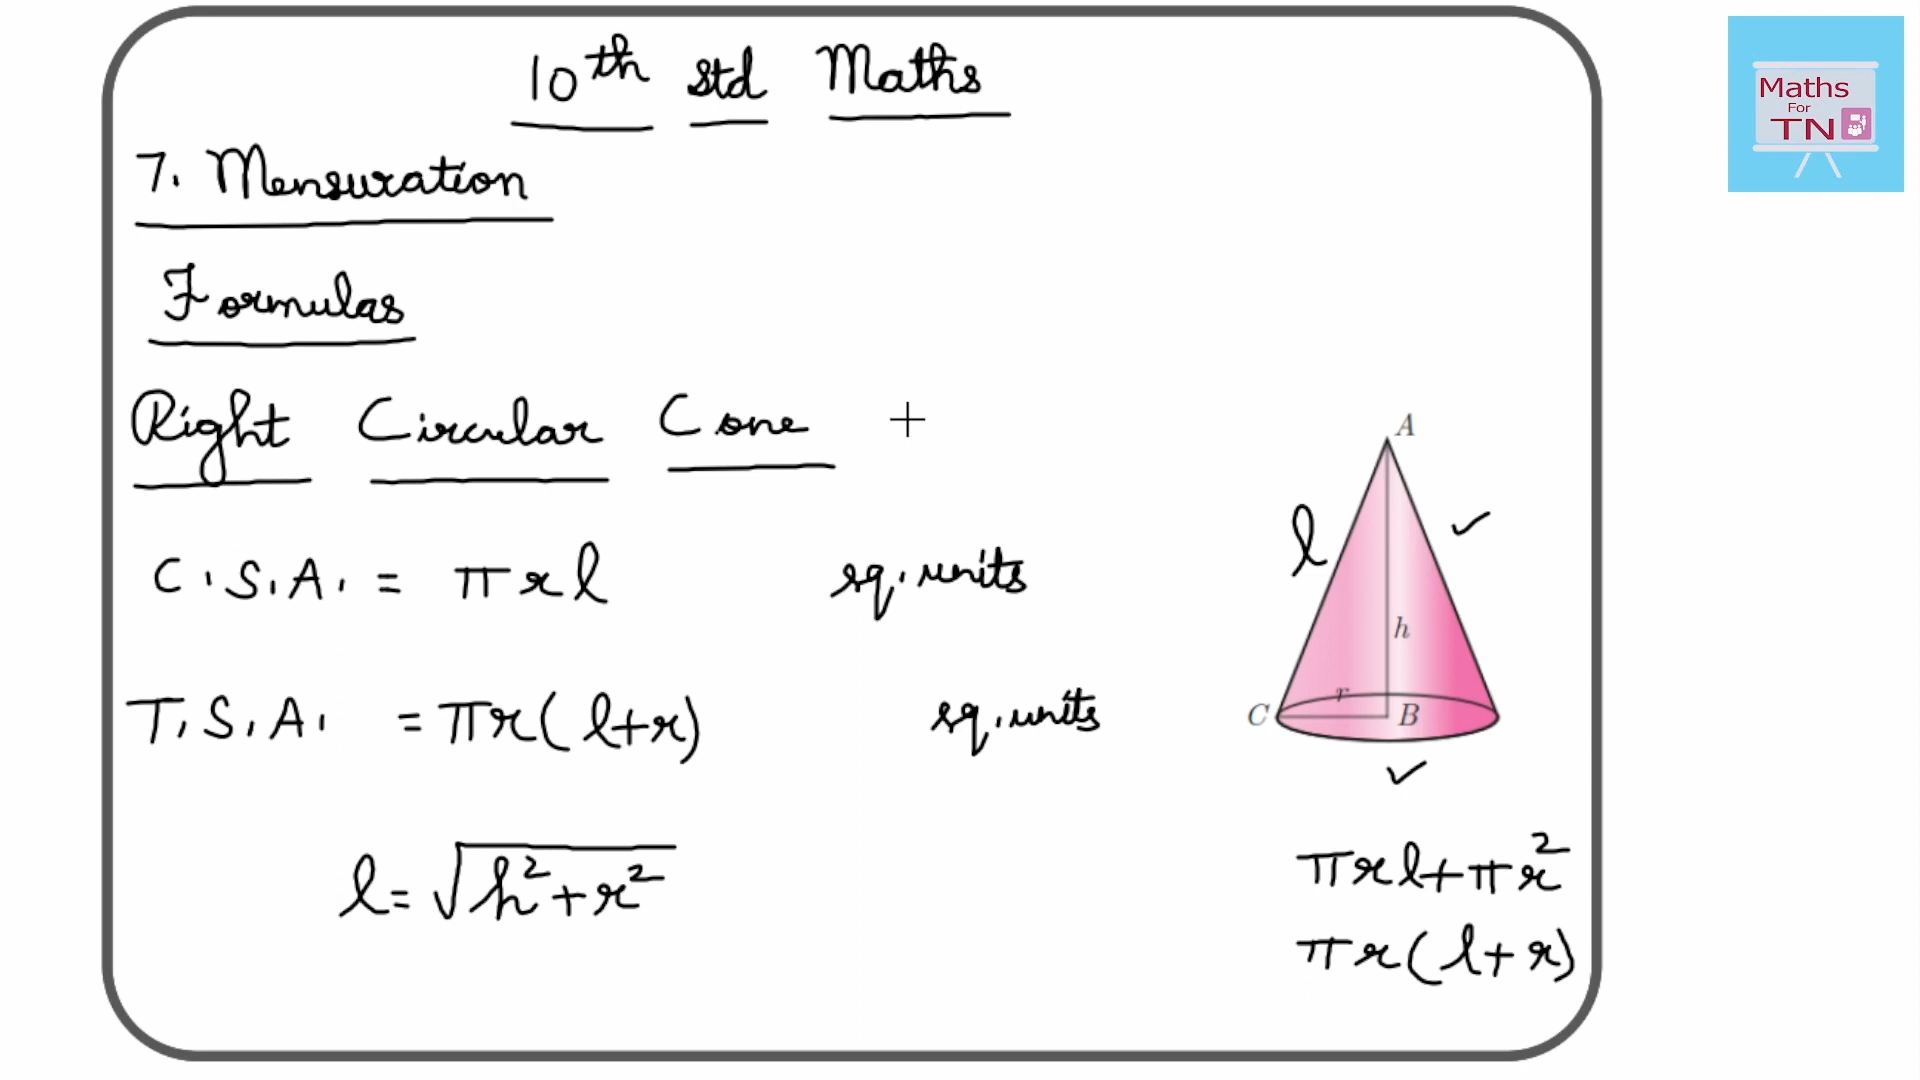 10th std Maths
Maths
For
TN
7. Mensuration
Formulas
Right Circular Cone
A
l
C.S.A. = πrl sq.units
h
r
C
B
T.S.A. = πr(l+r) sq.units
l = √h²+r²
πrl+πr²
πr(l+r)